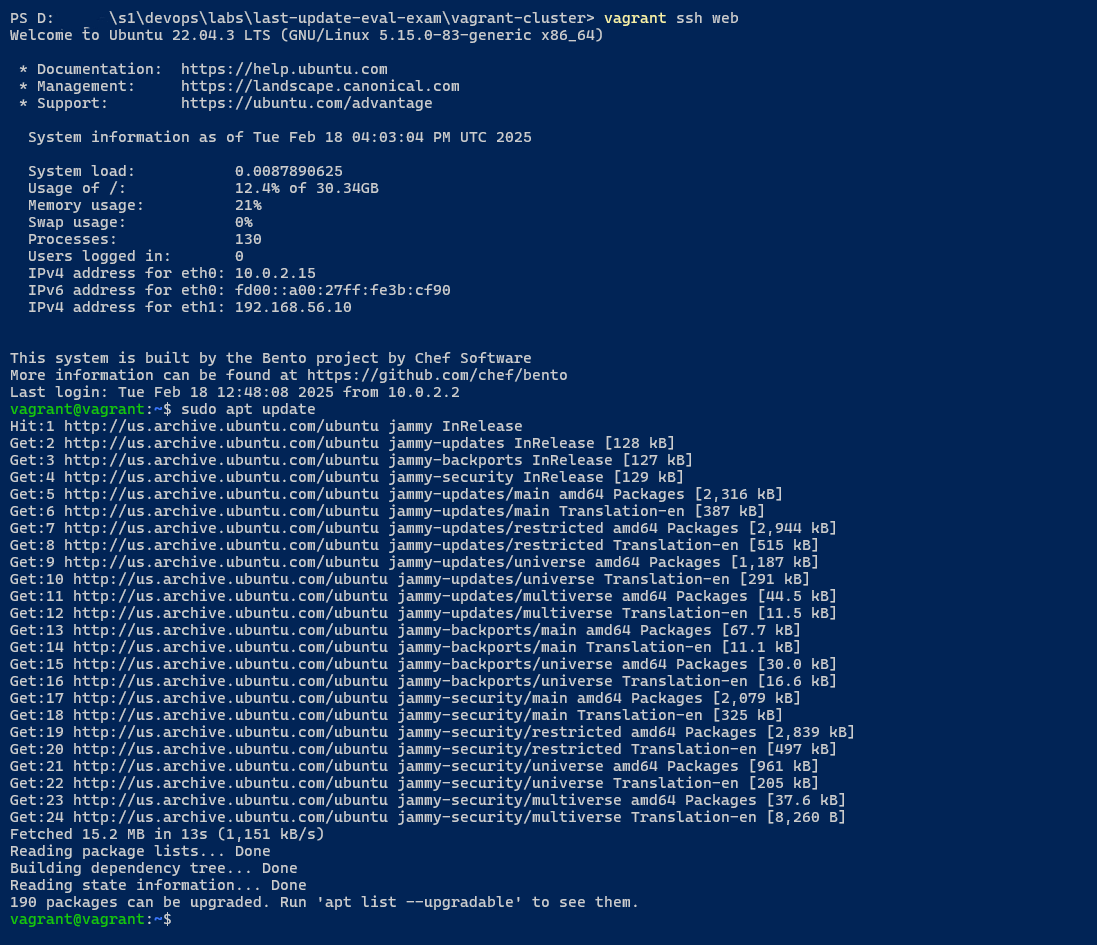 PS D:     \s1\devops\labs\last-update-eval-exam\vagrant-cluster> vagrant ssh web
Welcome to Ubuntu 22.04.3 LTS (GNU/Linux 5.15.0-83-generic x86_64)
 * Documentation:  https://help.ubuntu.com
 * Management:     https://landscape.canonical.com
 * Support:        https://ubuntu.com/advantage
  System information as of Tue Feb 18 04:03:04 PM UTC 2025
  System load:           0.0087890625
  Usage of /:            12.4% of 30.34GB
  Memory usage:          21%
  Swap usage:            0%
  Processes:             130
  Users logged in:       0
  IPv4 address for eth0: 10.0.2.15
  IPv6 address for eth0: fd00::a00:27ff:fe3b:cf90
  IPv4 address for eth1: 192.168.56.10
This system is built by the Bento project by Chef Software
More information can be found at https://github.com/chef/bento
Last login: Tue Feb 18 12:48:08 2025 from 10.0.2.2
vagrant@vagrant:~$ sudo apt update
Hit:1 http://us.archive.ubuntu.com/ubuntu jammy InRelease
Get:2 http://us.archive.ubuntu.com/ubuntu jammy-updates InRelease [128 kB]
Get:3 http://us.archive.ubuntu.com/ubuntu jammy-backports InRelease [127 kB]
Get:4 http://us.archive.ubuntu.com/ubuntu jammy-security InRelease [129 kB]
Get:5 http://us.archive.ubuntu.com/ubuntu jammy-updates/main amd64 Packages [2,316 kB]
Get:6 http://us.archive.ubuntu.com/ubuntu jammy-updates/main Translation-en [387 kB]
Get:7 http://us.archive.ubuntu.com/ubuntu jammy-updates/restricted amd64 Packages [2,944 kB]
Get:8 http://us.archive.ubuntu.com/ubuntu jammy-updates/restricted Translation-en [515 kB]
Get:9 http://us.archive.ubuntu.com/ubuntu jammy-updates/universe amd64 Packages [1,187 kB]
Get:10 http://us.archive.ubuntu.com/ubuntu jammy-updates/universe Translation-en [291 kB]
Get:11 http://us.archive.ubuntu.com/ubuntu jammy-updates/multiverse amd64 Packages [44.5 kB]
Get:12 http://us.archive.ubuntu.com/ubuntu jammy-updates/multiverse Translation-en [11.5 kB]
Get:13 http://us.archive.ubuntu.com/ubuntu jammy-backports/main amd64 Packages [67.7 kB]
Get:14 http://us.archive.ubuntu.com/ubuntu jammy-backports/main Translation-en [11.1 kB]
Get:15 http://us.archive.ubuntu.com/ubuntu jammy-backports/universe amd64 Packages [30.0 kB]
Get:16 http://us.archive.ubuntu.com/ubuntu jammy-backports/universe Translation-en [16.6 kB]
Get:17 http://us.archive.ubuntu.com/ubuntu jammy-security/main amd64 Packages [2,079 kB]
Get:18 http://us.archive.ubuntu.com/ubuntu jammy-security/main Translation-en [325 kB]
Get:19 http://us.archive.ubuntu.com/ubuntu jammy-security/restricted amd64 Packages [2,839 kB]
Get:20 http://us.archive.ubuntu.com/ubuntu jammy-security/restricted Translation-en [497 kB]
Get:21 http://us.archive.ubuntu.com/ubuntu jammy-security/universe amd64 Packages [961 kB]
Get:22 http://us.archive.ubuntu.com/ubuntu jammy-security/universe Translation-en [205 kB]
Get:23 http://us.archive.ubuntu.com/ubuntu jammy-security/multiverse amd64 Packages [37.6 kB]
Get:24 http://us.archive.ubuntu.com/ubuntu jammy-security/multiverse Translation-en [8,260 B]
Fetched 15.2 MB in 13s (1,151 kB/s)
Reading package lists... Done
Building dependency tree... Done
Reading state information... Done
190 packages can be upgraded. Run 'apt list --upgradable' to see them.
vagrant@vagrant:~$